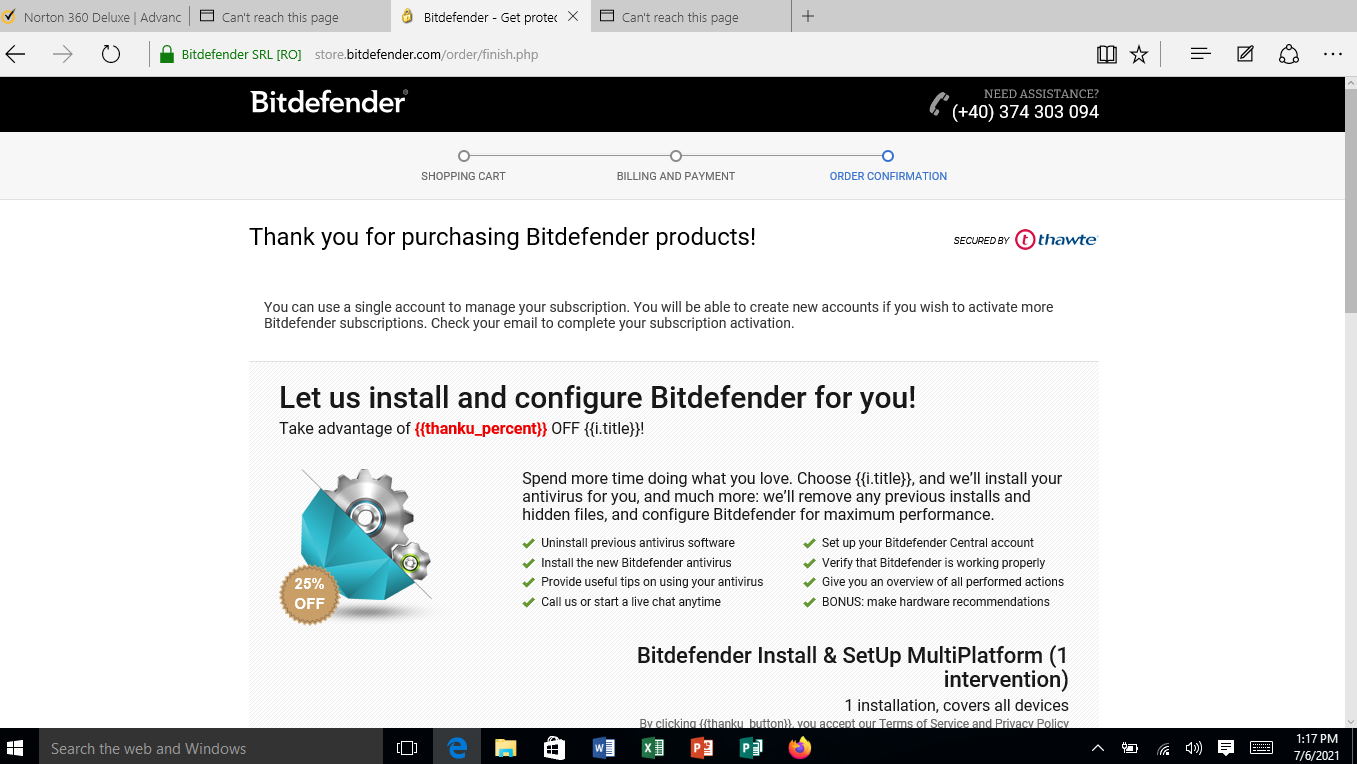 Norton 360 Deluxe | Advanc
Can't reach this page
Bitdefender - Get protec
Can't reach this page
Bitdefender SRL [RO]
store.bitdefender.com/order/finish.php
Bitdefender®
NEED ASSISTANCE?
(+40) 374 303 094
SHOPPING CART
BILLING AND PAYMENT
ORDER CONFIRMATION
Thank you for purchasing Bitdefender products!
SECURED BY thawte
You can use a single account to manage your subscription. You will be able to create new accounts if you wish to activate more
Bitdefender subscriptions. Check your email to complete your subscription activation.
Let us install and configure Bitdefender for you!
Take advantage of {{thanku_percent}} OFF {{i.title}}!
25%
OFF
Spend more time doing what you love. Choose {{i.title}}, and we’ll install your
antivirus for you, and much more: we’ll remove any previous installs and
hidden files, and configure Bitdefender for maximum performance.
Uninstall previous antivirus software
Install the new Bitdefender antivirus
Provide useful tips on using your antivirus
Call us or start a live chat anytime
Set up your Bitdefender Central account
Verify that Bitdefender is working properly
Give you an overview of all performed actions
BONUS: make hardware recommendations
Bitdefender Install & SetUp MultiPlatform (1
intervention)
1 installation, covers all devices
By clicking {{thanku_button}}, you accept our Terms of Service and Privacy Policy
Search the web and Windows
1:17 PM
7/6/2021